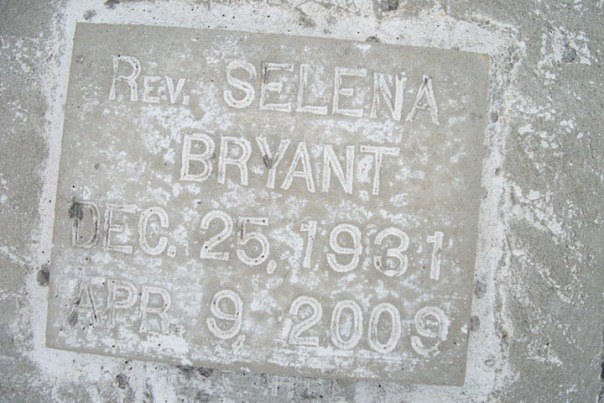 REV. SELENA
BRYANT
DEC. 25, 1931
APR. 9, 2009